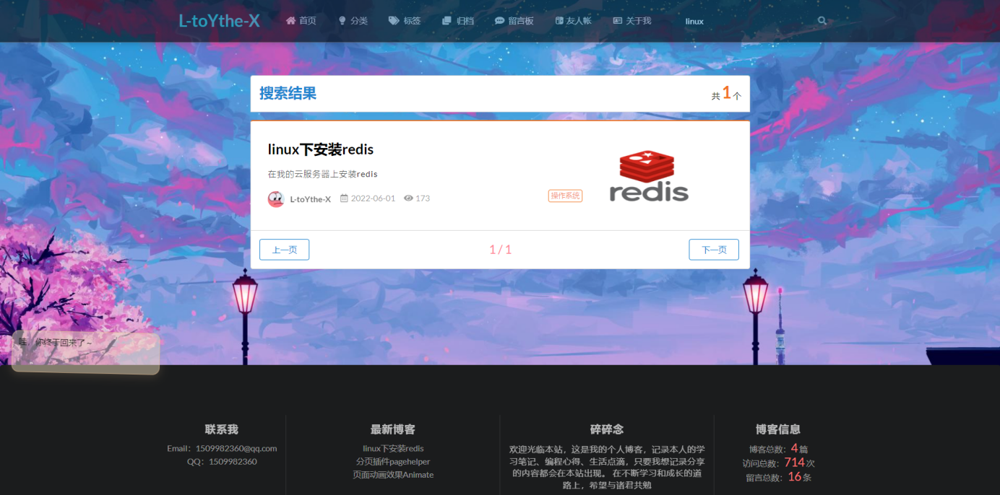 L-toYthe-X 首页 分类 标签 归档 留言板 友人帐 关于我 linux
搜索结果 共1个
linux下安装redis
在我的云服务器上安装redis
L-toYthe-X 2022-06-01 173 操作系统
redis
上一页 1 / 1 下一页
哇，你终于回来了～
联系我
Email：1509982360@qq.com
QQ：1509982360
最新博客
linux下安装redis
分页插件pagehelper
页面动画效果Animate
碎碎念
欢迎光临本站，这是我的个人博客，记录本人的学
习笔记、编程心得、生活点滴，只要我想记录分享
的内容都会在本站出现。 在不断学习和成长的道
路上，希望与诸君共勉
博客信息
博客总数：4篇
访问总数：714次
留言总数：16条